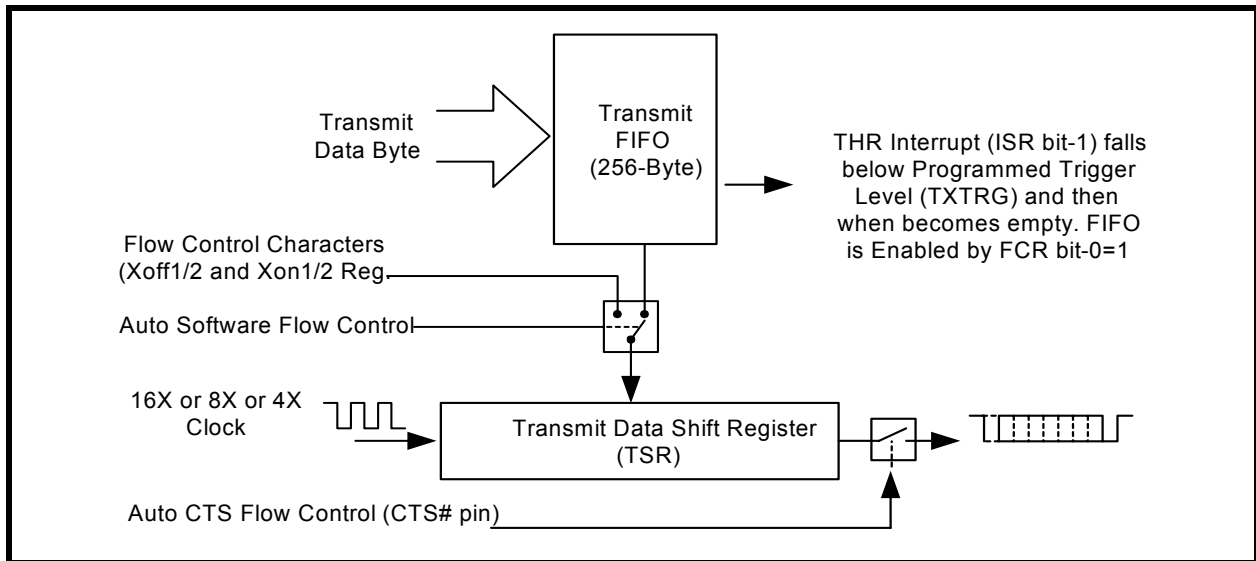 Transmit
Data Byte
Transmit
FIFO
(256-Byte)
THR Interrupt (ISR bit-1) falls
below Programmed Trigger
Level (TXTRG) and then
when becomes empty. FIFO
is Enabled by FCR bit-0=1
Flow Control Characters
(Xoff1/2 and Xon1/2 Reg.
Auto Software Flow Control
16X or 8X or 4X
Clock
Transmit Data Shift Register
(TSR)
Auto CTS Flow Control (CTS# pin)